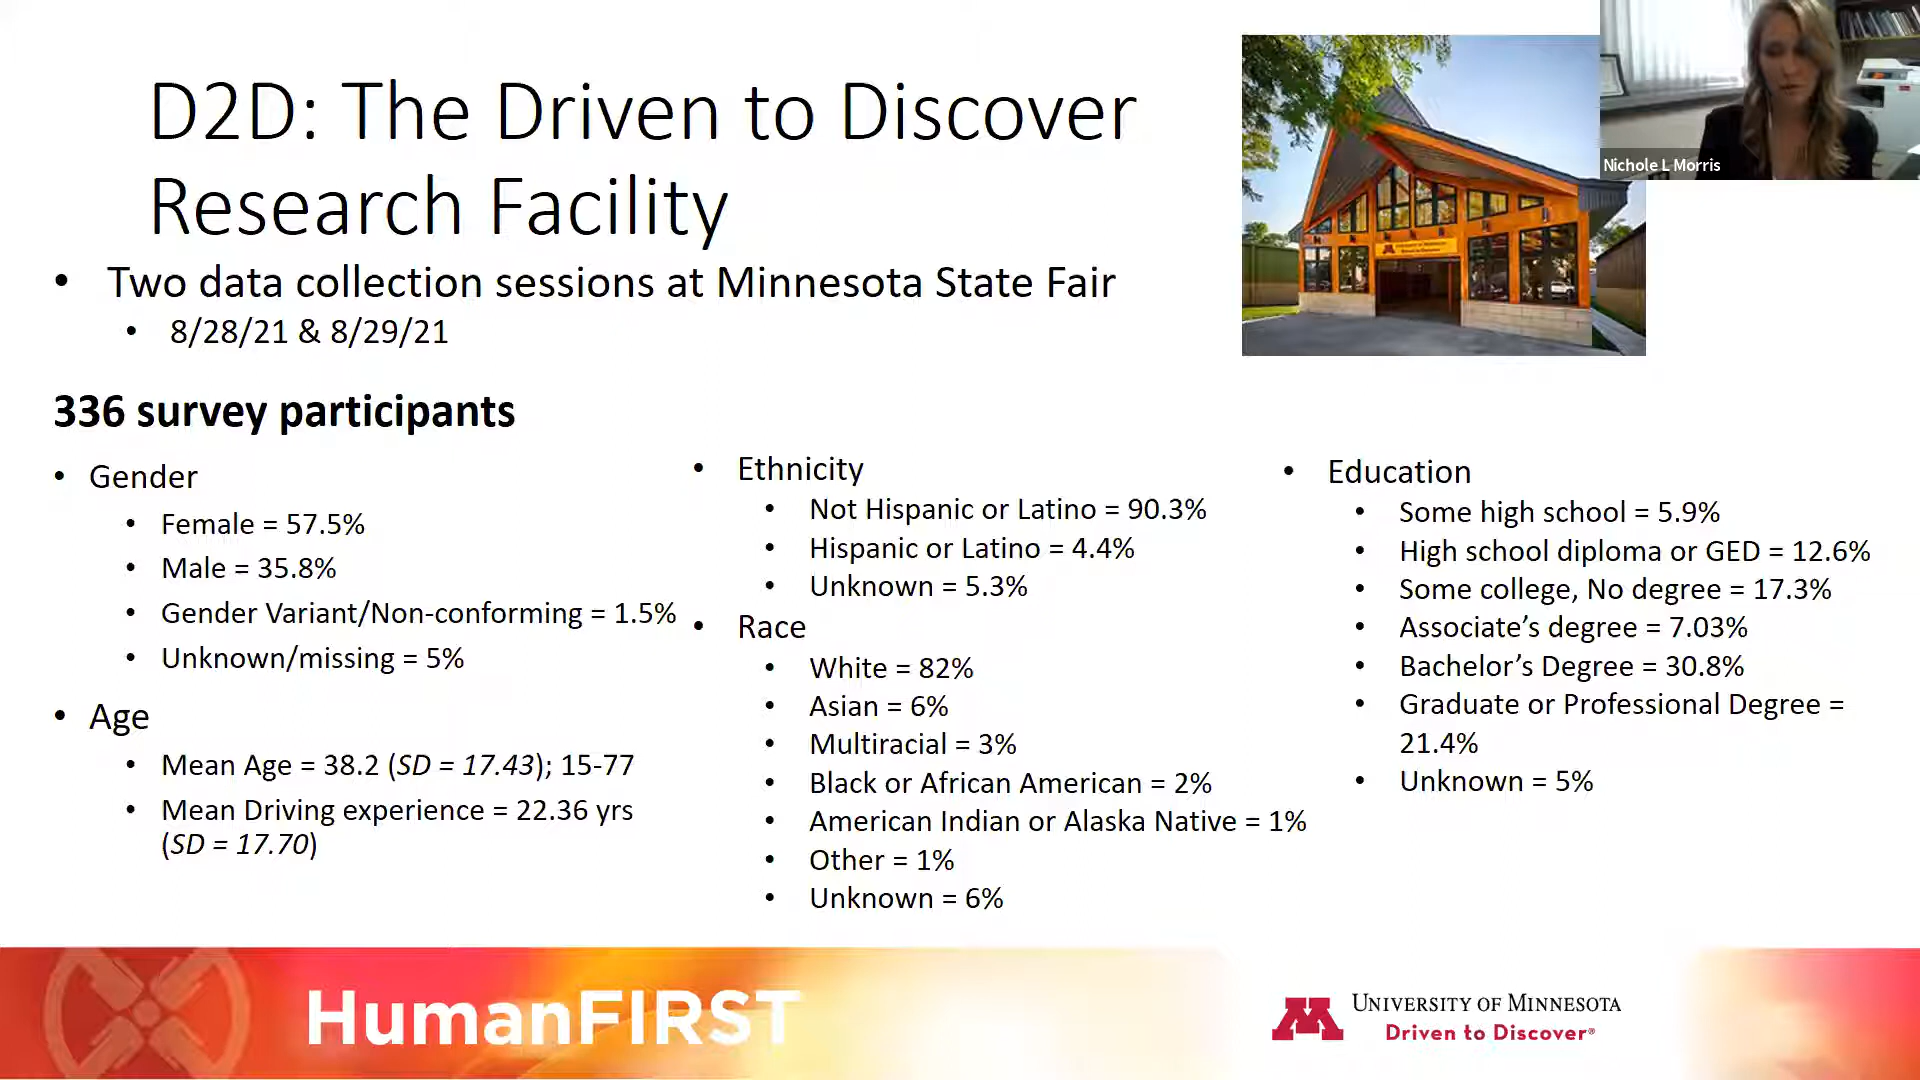 D2D: The Driven to Discover
Research Facility
• Two data collection sessions at Minnesota State Fair
• 8/28/21 & 8/29/21
336 survey participants
• Gender
• Female = 57.5%
• Male = 35.8%
• Gender Variant/Non-conforming = 1.5%
• Unknown/missing = 5%
• Age
• Mean Age = 38.2 (SD = 17.43); 15-77
• Mean Driving experience = 22.36 yrs
(SD = 17.70)
• Ethnicity
• Not Hispanic or Latino = 90.3%
• Hispanic or Latino = 4.4%
• Unknown = 5.3%
• Race
• White = 82%
• Asian = 6%
• Multiracial = 3%
• Black or African American = 2%
• American Indian or Alaska Native = 1%
• Other = 1%
• Unknown = 6%
• Education
• Some high school = 5.9%
• High school diploma or GED = 12.6%
• Some college, No degree = 17.3%
• Associate's degree = 7.03%
• Bachelor's Degree = 30.8%
• Graduate or Professional Degree =
21.4%
• Unknown = 5%
Nichole L Morris
HumanFIRST
M
UNIVERSITY OF MINNESOTA
Driven to Discover®